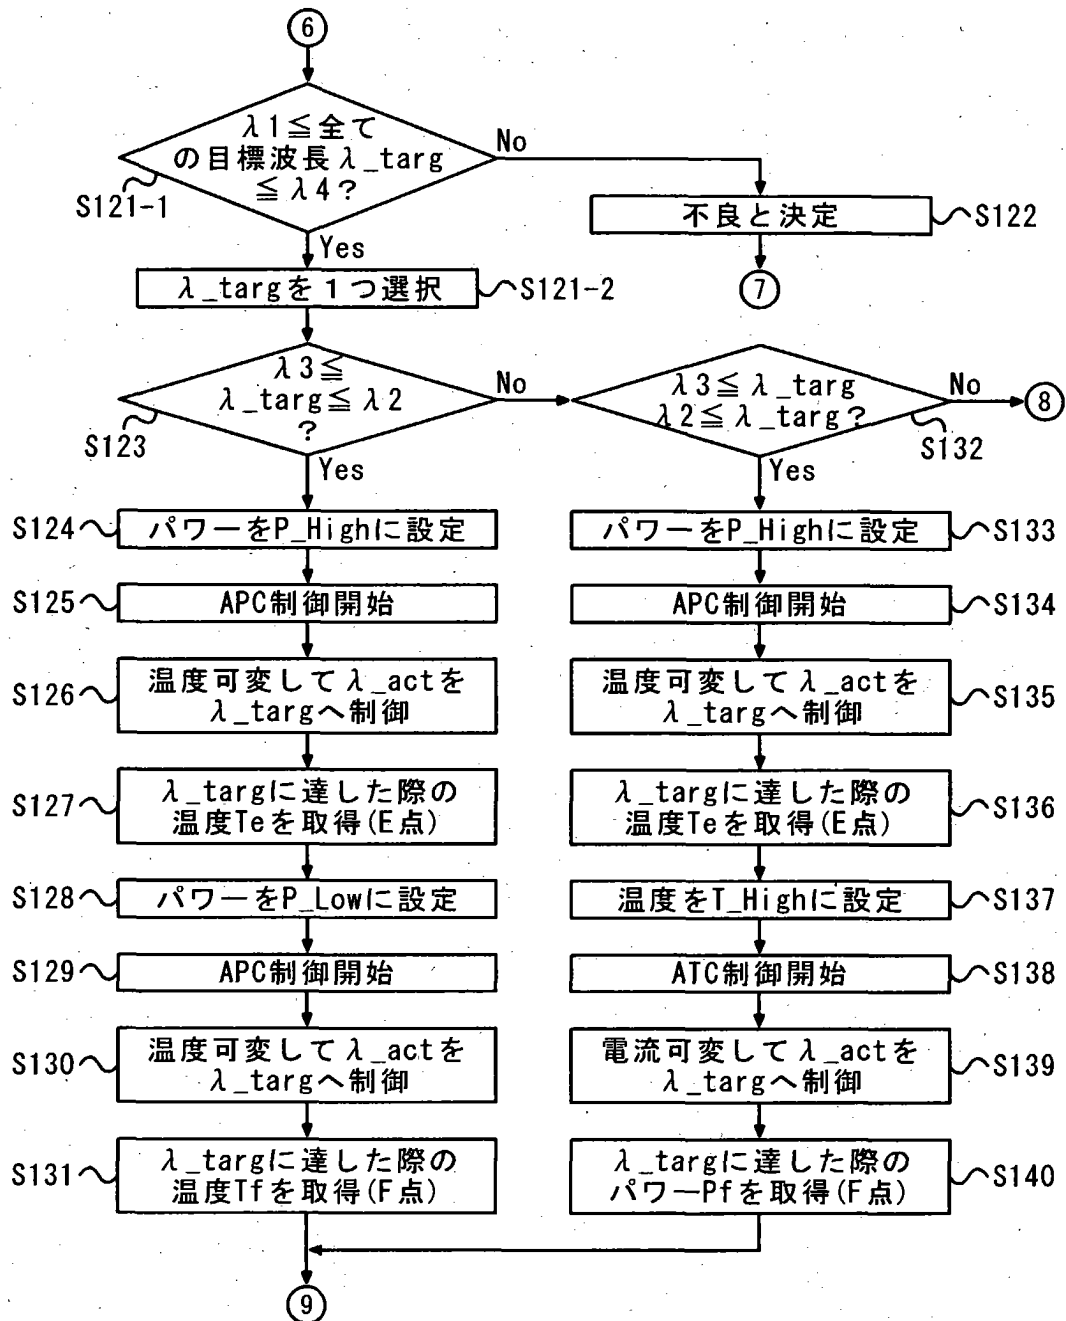 6
λ1≦全て
の目標波長λ_targ
≦λ4?
No
S121-1
不良と決定
S122
Yes
7
λ_targを1つ選択
S121-2
λ3≦
λ_targ≦λ2
?
No
S123
Yes
λ3≦λ_targ
λ2≦λ_targ?
No
8
S132
Yes
S124
パワーをP_Highに設定
S125
APC制御開始
S126
温度可変してλ_actを
λ_targへ制御
S127
λ_targに達した際の
温度Teを取得(E点)
S128
パワーをP_Lowに設定
S129
APC制御開始
S130
温度可変してλ_actを
λ_targへ制御
S131
λ_targに達した際の
温度Tfを取得(F点)
パワーをP_Highに設定
S133
APC制御開始
S134
温度可変してλ_actを
λ_targへ制御
S135
λ_targに達した際の
温度Teを取得(E点)
S136
温度をT_Highに設定
S137
ATC制御開始
S138
電流可変してλ_actを
λ_targへ制御
S139
λ_targに達した際の
パワーPfを取得(F点)
S140
9